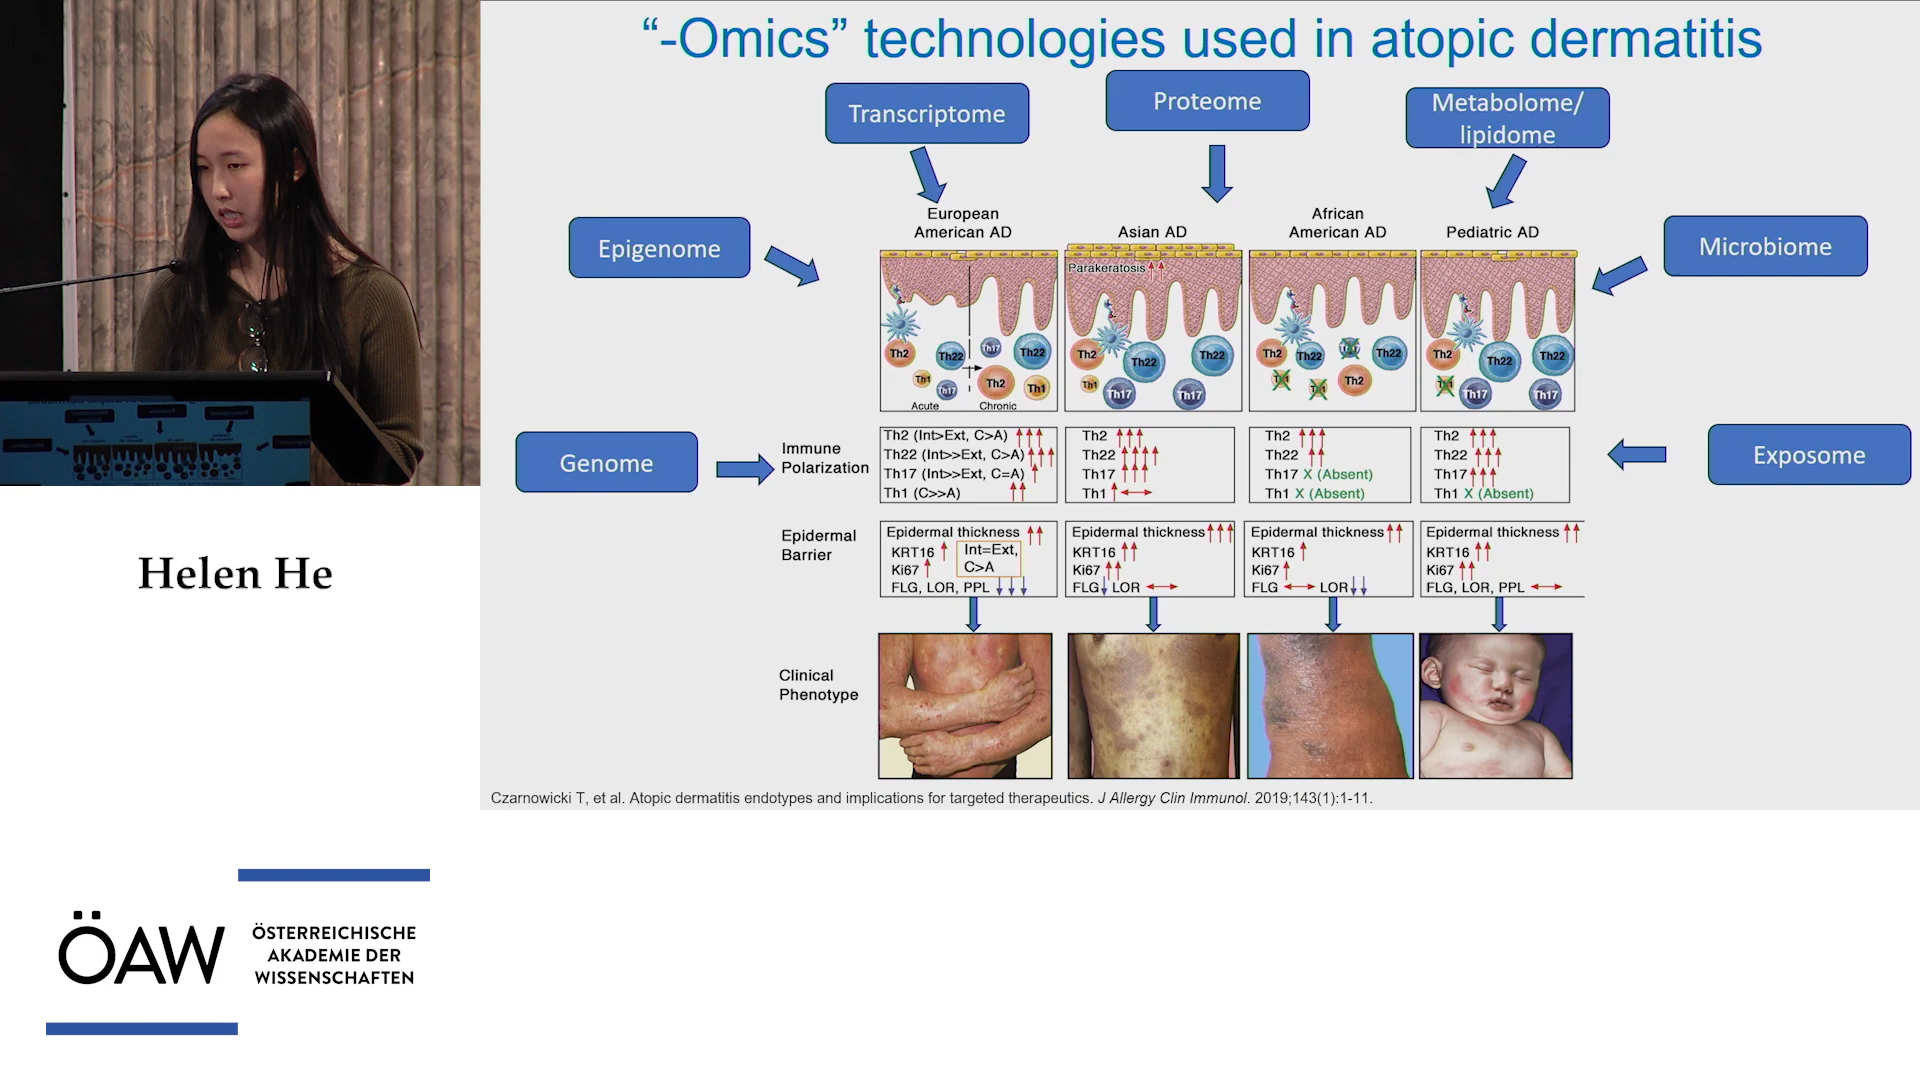 “-Omics” technologies used in atopic dermatitis
Transcriptome
Proteome
Metabolome/
lipidome
Epigenome
Microbiome
Genome
Exposome
European
American AD
Asian AD
African
American AD
Pediatric AD
Parakeratosis
Th2
Th22
Th17
Th22
Th1
Th17
Th2
Th1
Acute
Chronic
Th2
Th22
Th22
Th1
Th17
Th17
Th2
Th22
Th22
Th2
Th2
Th22
Th22
Th17
Th17
Immune
Polarization
Th2 (Int>Ext, C>A)
Th22 (Int>>Ext, C>A)
Th17 (Int>>Ext, C=A)
Th1 (C>>A)
Th2
Th22
Th17
Th1
Th2
Th22
Th17 X (Absent)
Th1 X (Absent)
Th2
Th22
Th17
Th1 X (Absent)
Epidermal
Barrier
Epidermal thickness
KRT16
Ki67
FLG, LOR, PPL
Int=Ext,
C>A
Epidermal thickness
KRT16
Ki67
FLG LOR
Epidermal thickness
KRT16
Ki67
FLG LOR
Epidermal thickness
KRT16
Ki67
FLG, LOR, PPL
Clinical
Phenotype
Czarnowicki T, et al. Atopic dermatitis endotypes and implications for targeted therapeutics. J Allergy Clin Immunol. 2019;143(1):1-11.
Helen He
ÖAW
ÖSTERREICHISCHE
AKADEMIE DER
WISSENSCHAFTEN